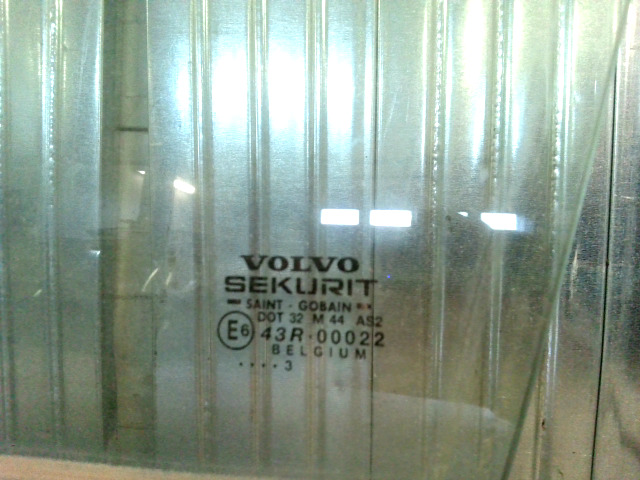 VOLVO
SEKURIT
SAINT - GOBAIN
DOT 32 M 44 AS2
E6 43R-00022
BELGIUM
.... 3